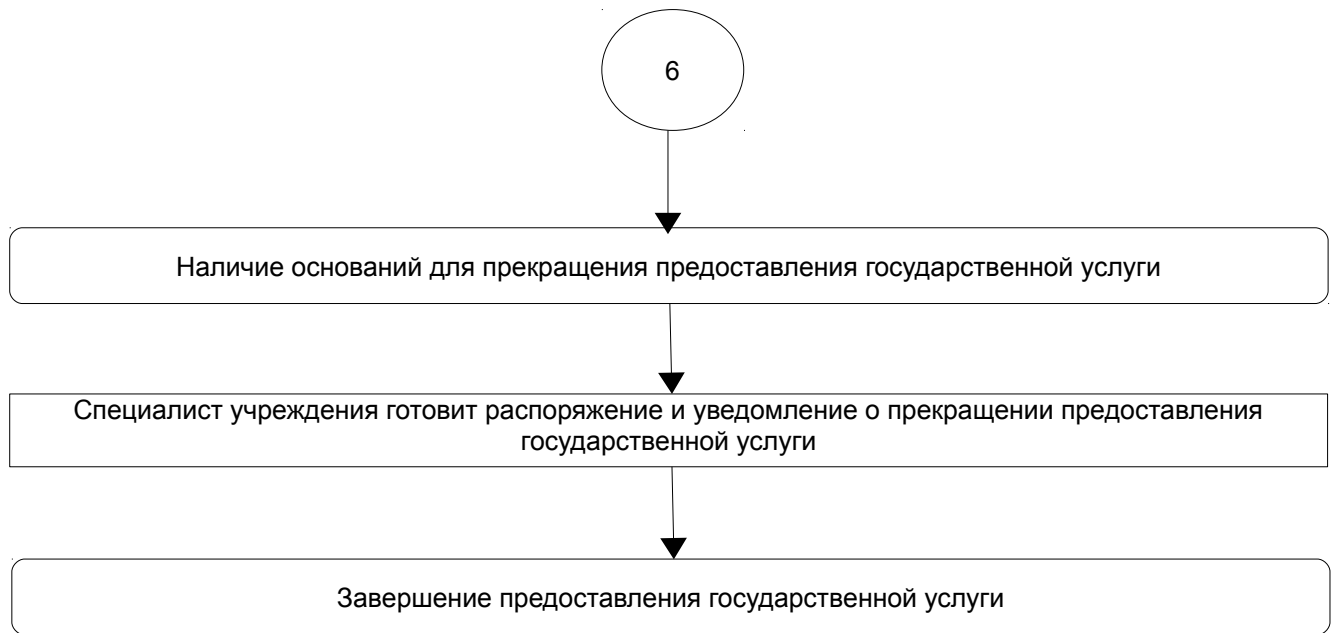 6
Наличие оснований для прекращения предоставления государственной услуги
Специалист учреждения готовит распоряжение и уведомление о прекращении предоставления
государственной услуги
Завершение предоставления государственной услуги